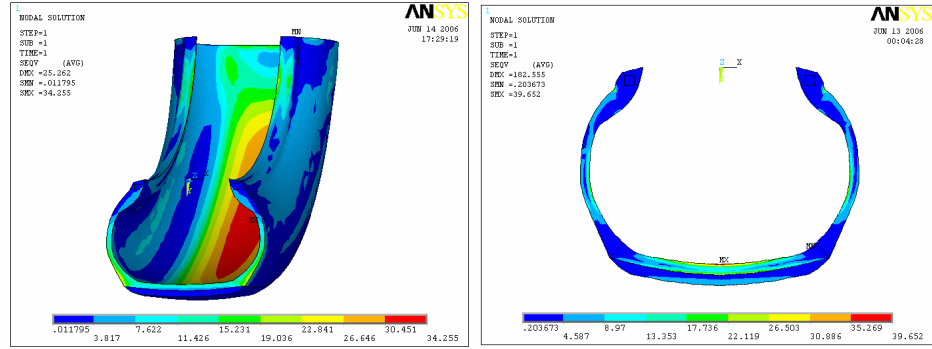 1
NODAL SOLUTION
STEP=1
SUB =1
TIME=1
SEQV (AVG)
DMX=25.262
SMN=.011795
SMX=34.255
ANSYS
JUN 14 2006
17:29:19
MN
Z
MX
.011795 7.622 15.231 22.841 30.451
3.817 11.426 19.036 26.646 34.255
1
NODAL SOLUTION
STEP=1
SUB =1
TIME=1
SEQV (AVG)
DMX=182.555
SMN=.203673
SMX=39.652
ANSYS
JUN 13 2006
00:04:28
Z X
MN
MX
.203673 8.97 17.736 26.503 35.269
4.587 13.353 22.119 30.886 39.652